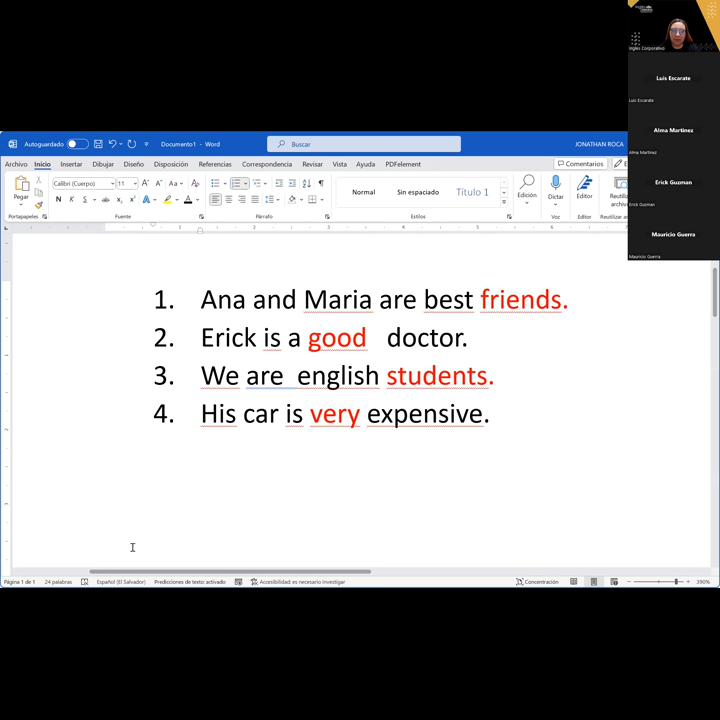 Inglés Corporativo
Luis Escarate
Luis Escarate
Alma Martinez
Alma Martinez
Erick Guzman
Erick Guzman
Mauricio Guerra
Mauricio Guerra
Autoguardado
Documento1 - Word
Buscar
JONATHAN ROCA
Archivo Inicio Insertar Dibujar Diseño Disposición Referencias Correspondencia Revisar Vista Ayuda PDFelement
Comentarios
Pegar
Calibri (Cuerpo) 11
Normal Sin espaciado Título 1
Edición Dictar Editor
Portapapeles Fuente Párrafo Estilos Voz Editor
1. Ana and Maria are best friends.
2. Erick is a good doctor.
3. We are english students.
4. His car is very expensive.
Página 1 de 1 24 palabras Español (El Salvador) Predicciones de texto: activado Accesibilidad: es necesario investigar Concentración 390%